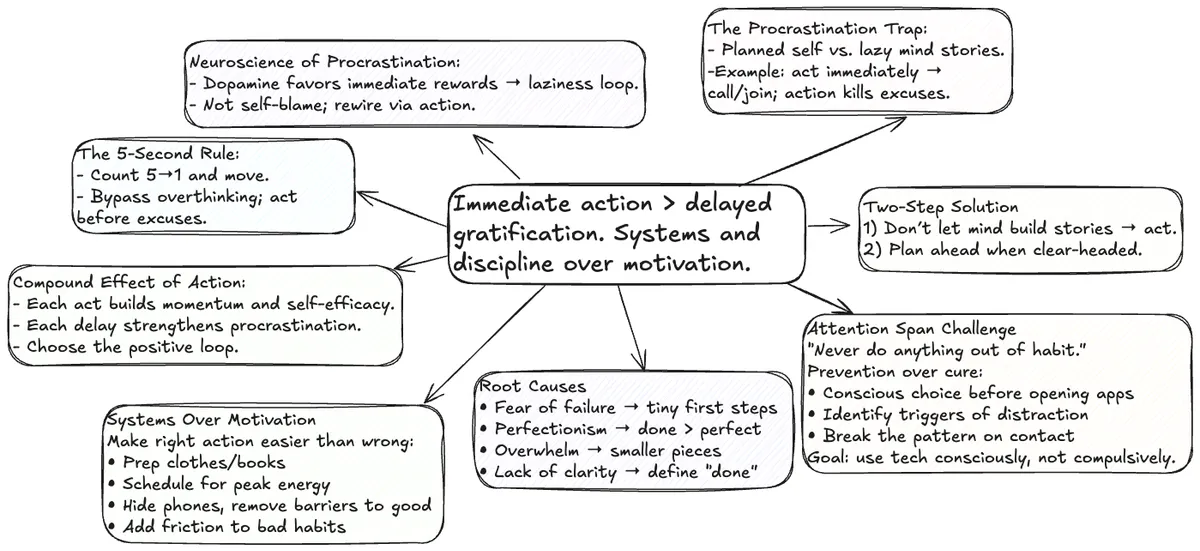 The Procrastination Trap:
- Planned self vs. lazy mind stories.
-Example: act immediately →
call/join; action kills excuses.
Neuroscience of Procrastination:
- Dopamine favors immediate rewards → laziness loop.
- Not self-blame; rewire via action.
The 5-Second Rule:
- Count 5→1 and move.
- Bypass overthinking; act
before excuses.
Immediate action > delayed
gratification. Systems and
discipline over motivation.
Two-Step Solution
1) Don't let mind build stories → act.
2) Plan ahead when clear-headed.
Compound Effect of Action:
- Each act builds momentum and self-efficacy.
- Each delay strengthens procrastination.
- Choose the positive loop.
Attention Span Challenge
"Never do anything out of habit."
Prevention over cure:
• Conscious choice before opening apps
• Identify triggers of distraction
• Break the pattern on contact
Goal: use tech consciously, not compulsively.
Root Causes
• Fear of failure → tiny first steps
• Perfectionism → done > perfect
• Overwhelm → smaller pieces
• Lack of clarity → define "done"
Systems Over Motivation
Make right action easier than wrong:
• Prep clothes/books
• Schedule for peak energy
• Hide phones, remove barriers to good
• Add friction to bad habits